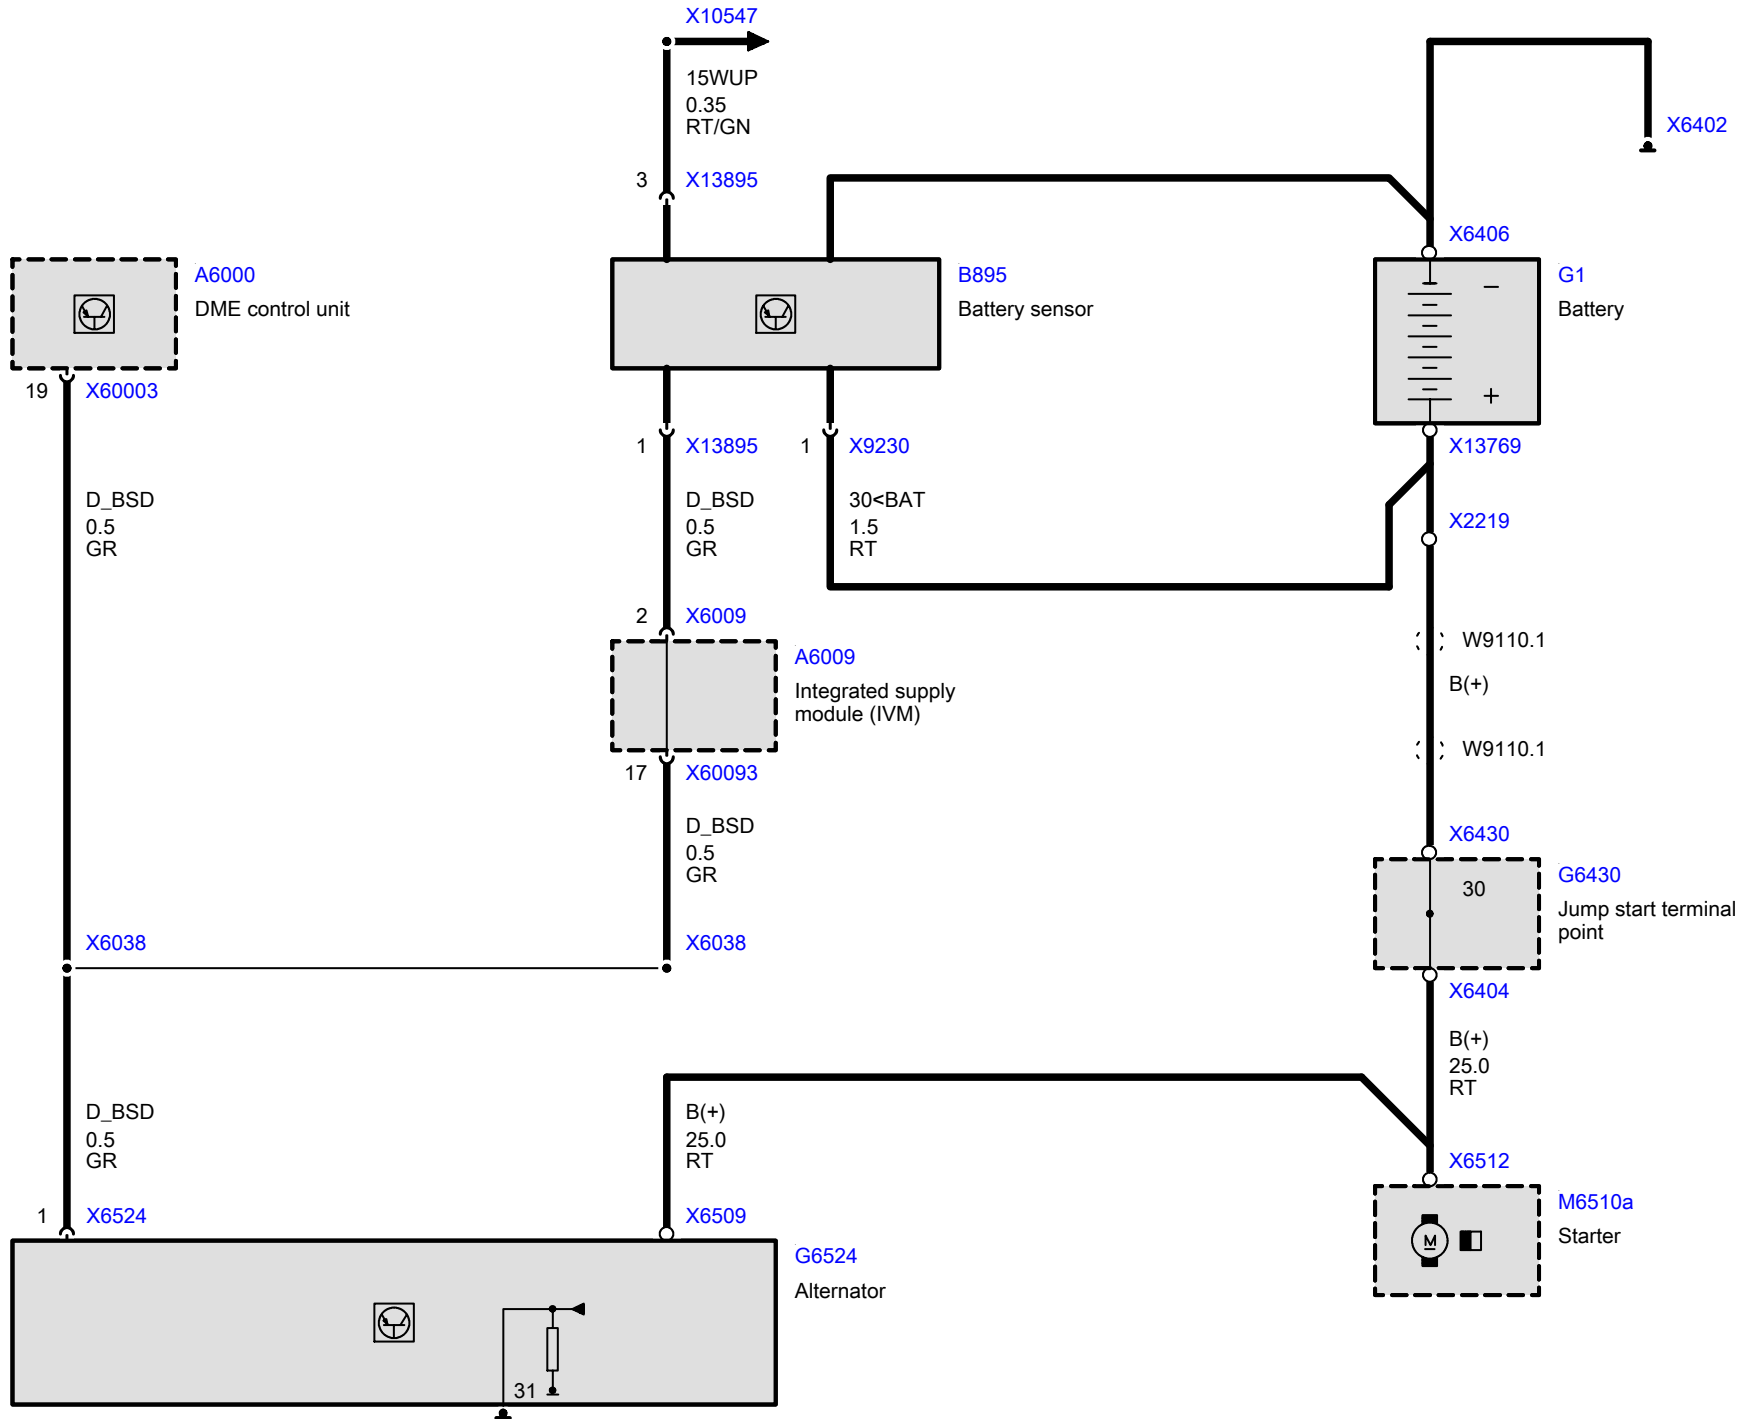 X10547
15WUP
0.35
RT/GN
X6402
3 X13895
X6406
A6000
DME control unit
B895
Battery sensor
G1
Battery
−
+
19 X60003
1 X13895
1 X9230
X13769
D_BSD
0.5
GR
D_BSD
0.5
GR
30<BAT
1.5
RT
X2219
2 X6009
W9110.1
A6009
Integrated supply
module (IVM)
B(+)
W9110.1
17 X60093
D_BSD
0.5
GR
X6430
30
G6430
Jump start terminal
point
X6038
X6038
X6404
B(+)
25.0
RT
D_BSD
0.5
GR
B(+)
25.0
RT
X6512
1 X6524
X6509
M6510a
Starter
M
G6524
Alternator
31